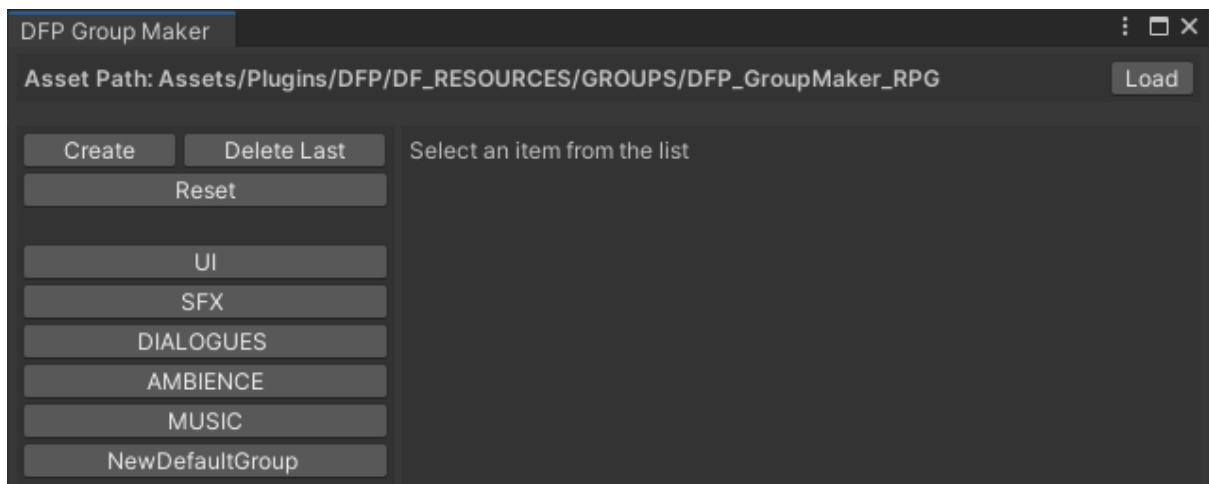 DFP Group Maker
Asset Path: Assets/Plugins/DFP/DF_RESOURCES/GROUPS/DFP_GroupMaker_RPG Load
Create Delete Last Select an item from the list
Reset
UI
SFX
DIALOGUES
AMBIENCE
MUSIC
NewDefaultGroup